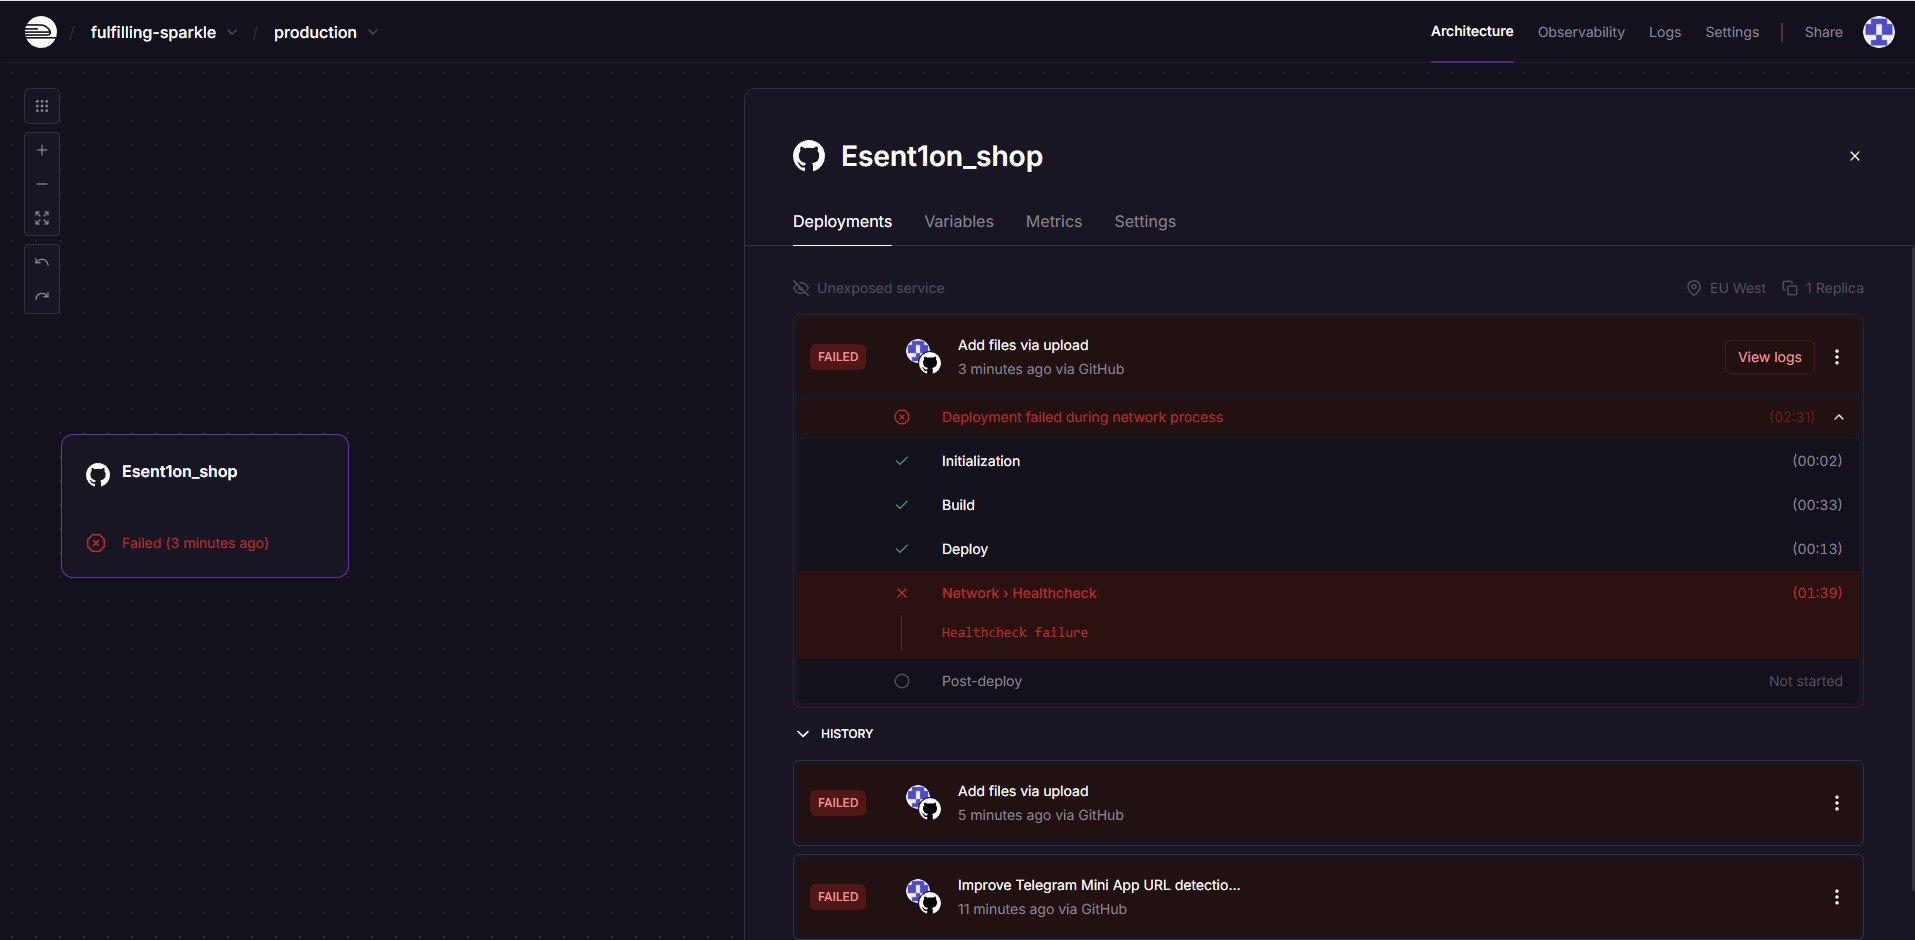 / fulfilling-sparkle / production
Architecture Observability Logs Settings | Share
Esent1on_shop
Deployments Variables Metrics Settings
Unexposed service
EU West 1 Replica
FAILED
Add files via upload
3 minutes ago via GitHub
View logs
Deployment failed during network process (02:31)
Initialization (00:02)
Build (00:33)
Deploy (00:13)
Network › Healthcheck (01:39)
Healthcheck failure
Post-deploy Not started
HISTORY
FAILED
Add files via upload
5 minutes ago via GitHub
FAILED
Improve Telegram Mini App URL detectio...
11 minutes ago via GitHub
Esent1on_shop
Failed (3 minutes ago)